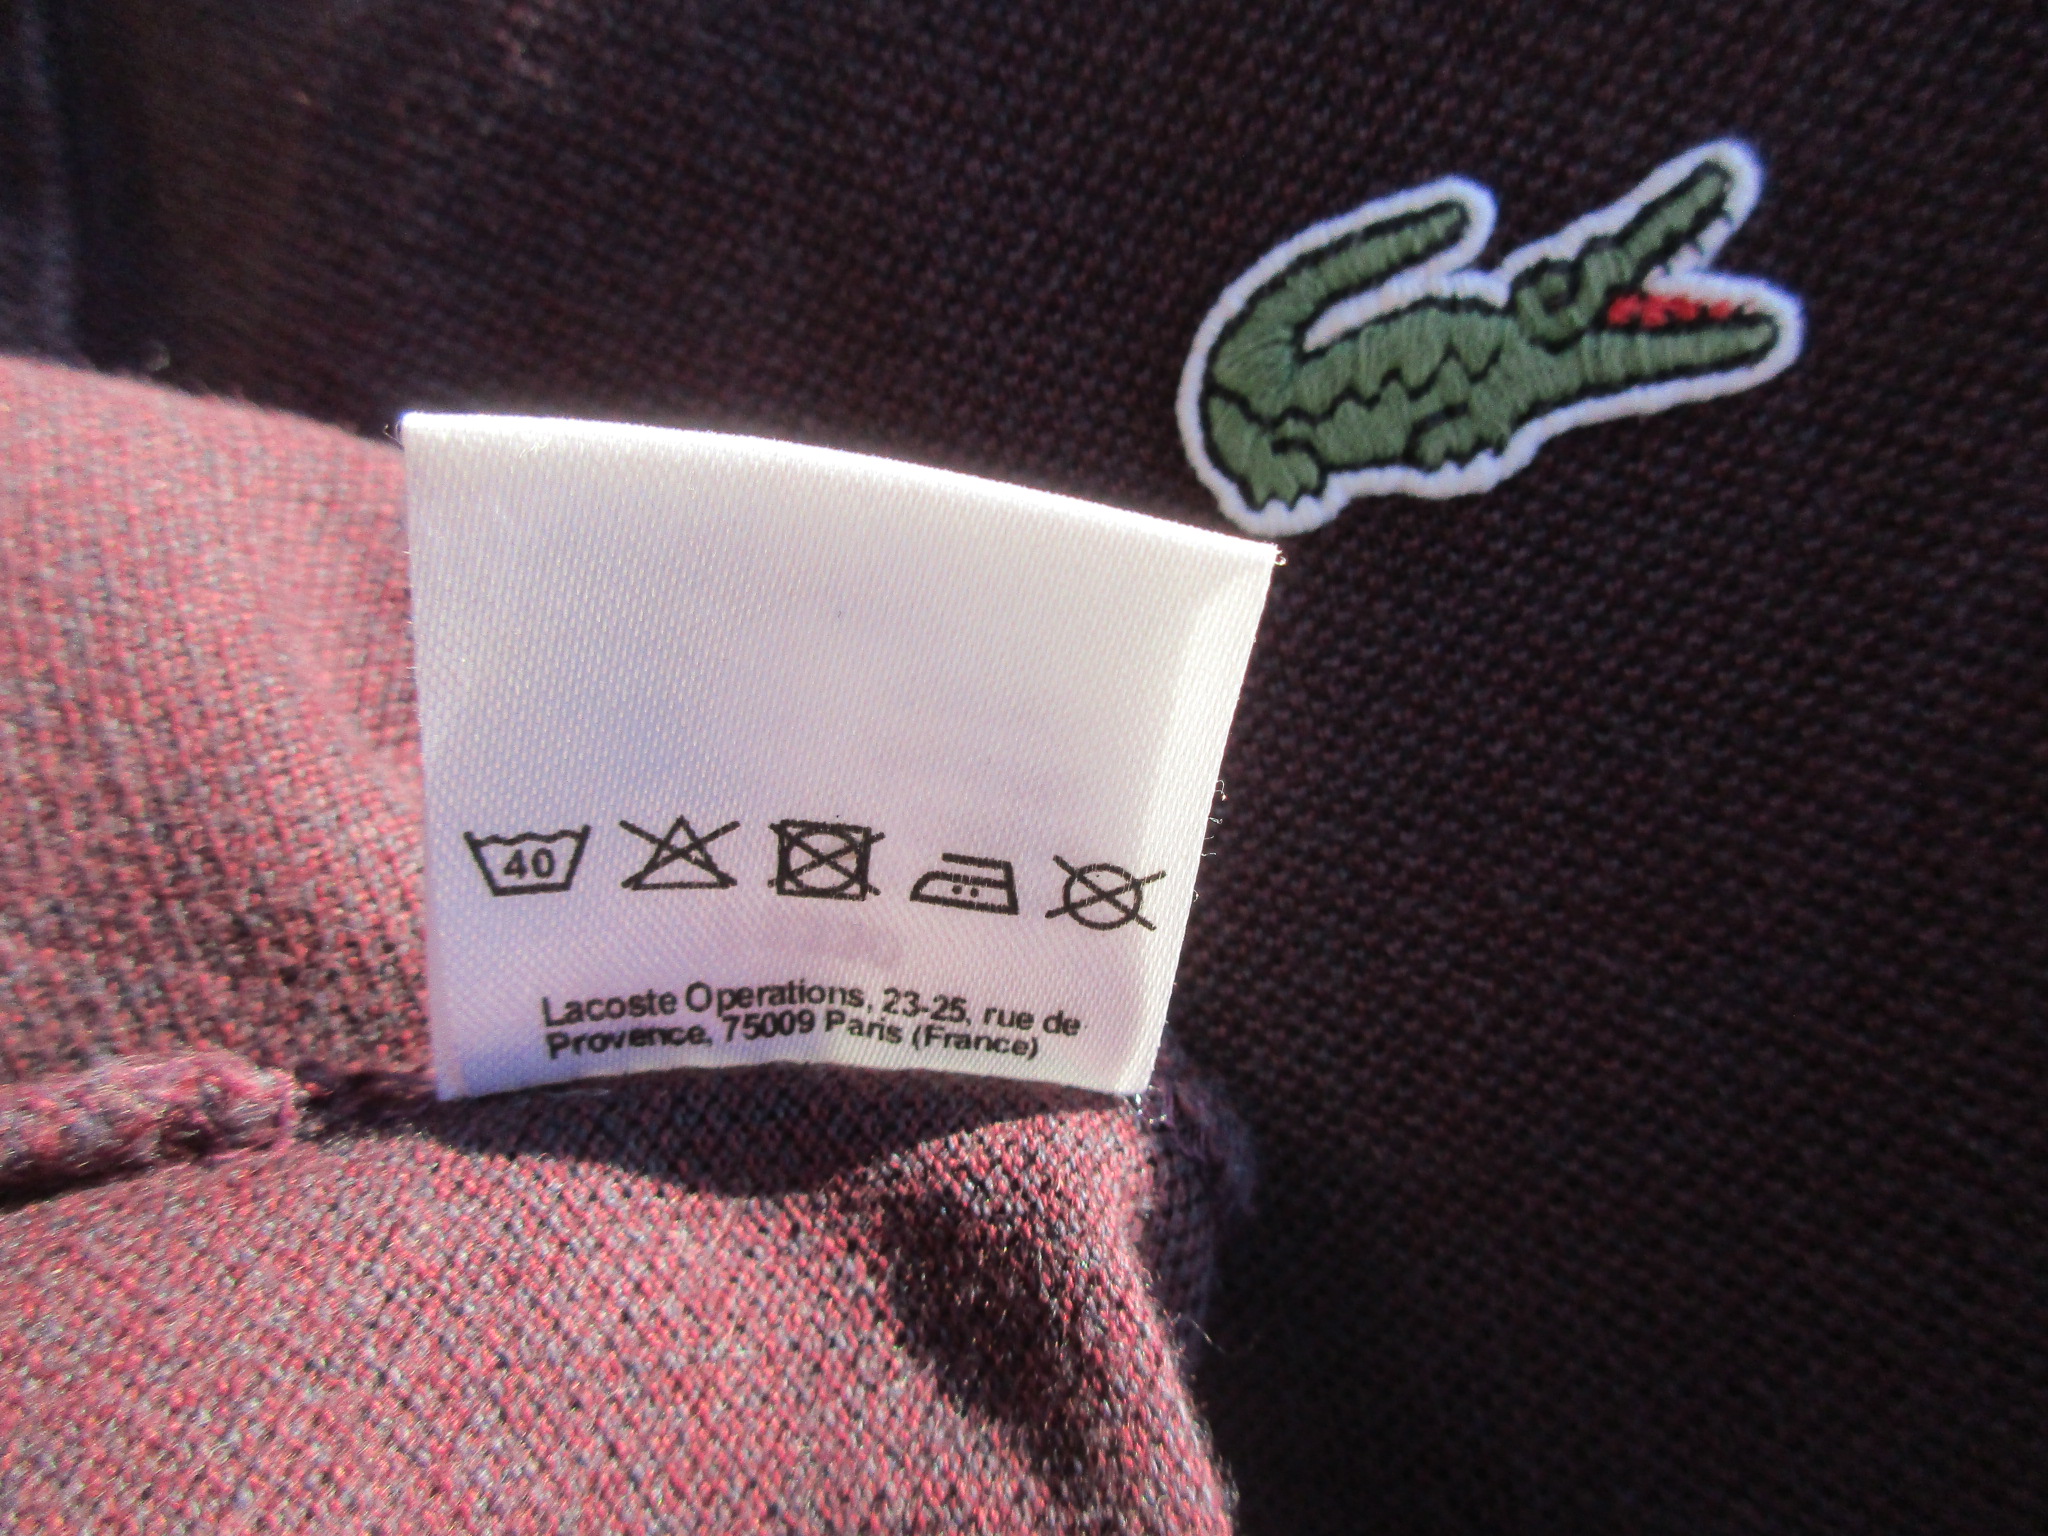 40
Lacoste Operations, 23-25, rue de
Provence, 75009 Paris (France)